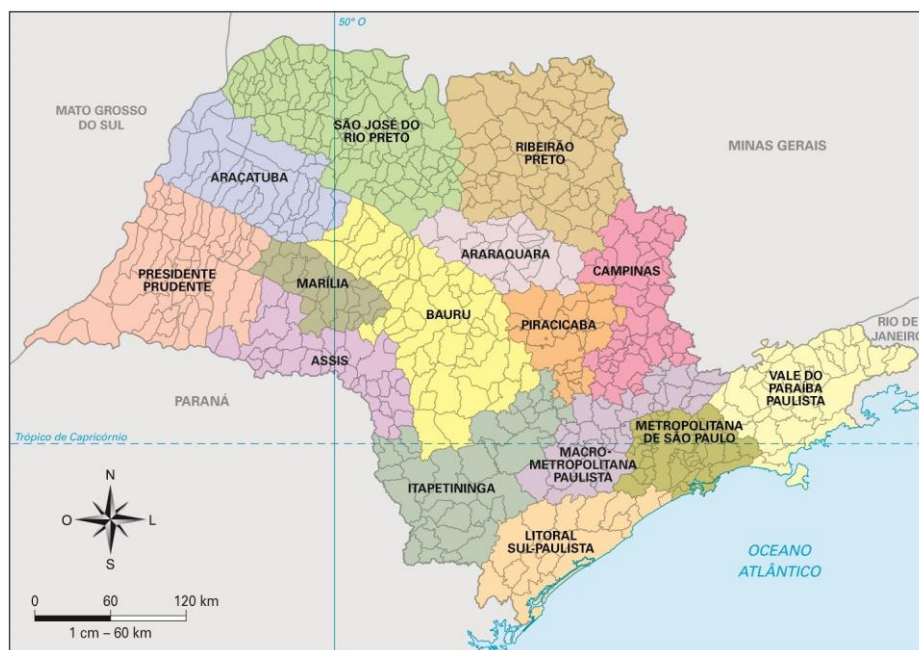 50° O
MATO GROSSO
DO SUL
SÃO JOSÉ DO
RIO PRETO
RIBEIRÃO
PRETO
MINAS GERAIS
ARAÇATUBA
ARARAQUARA
CAMPINAS
PRESIDENTE
PRUDENTE
MARÍLIA
BAURU
PIRACICABA
RIO DE
JANEIRO
ASSIS
VALE DO
PARAÍBA
PAULISTA
PARANÁ
METROPOLITANA
DE SÃO PAULO
Trópico de Capricórnio
MACRO-
METROPOLITANA
PAULISTA
ITAPETININGA
LITORAL
SUL-PAULISTA
OCEANO
ATLÂNTICO
N
O
L
S
0 60 120 km
1 cm – 60 km